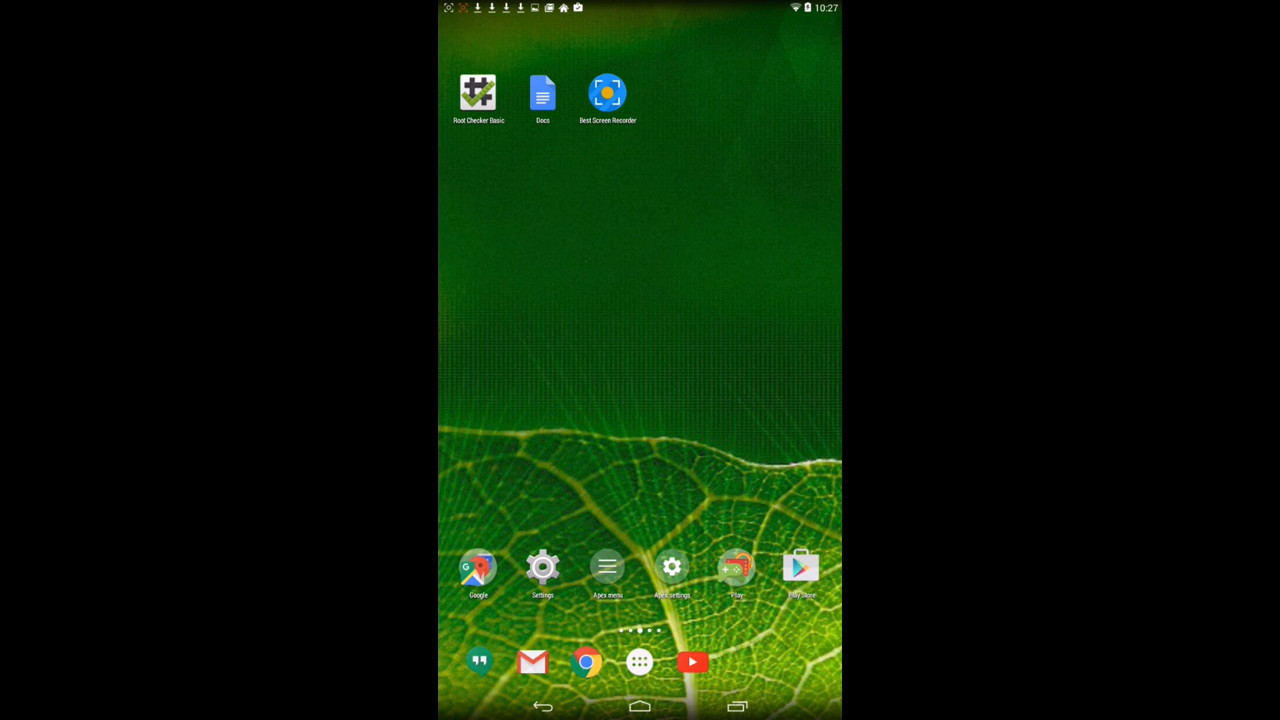 10:27
Root Checker Basic
Docs
Best Screen Recorder
Google
Settings
Apex menu
Apex settings
Play
Play Store